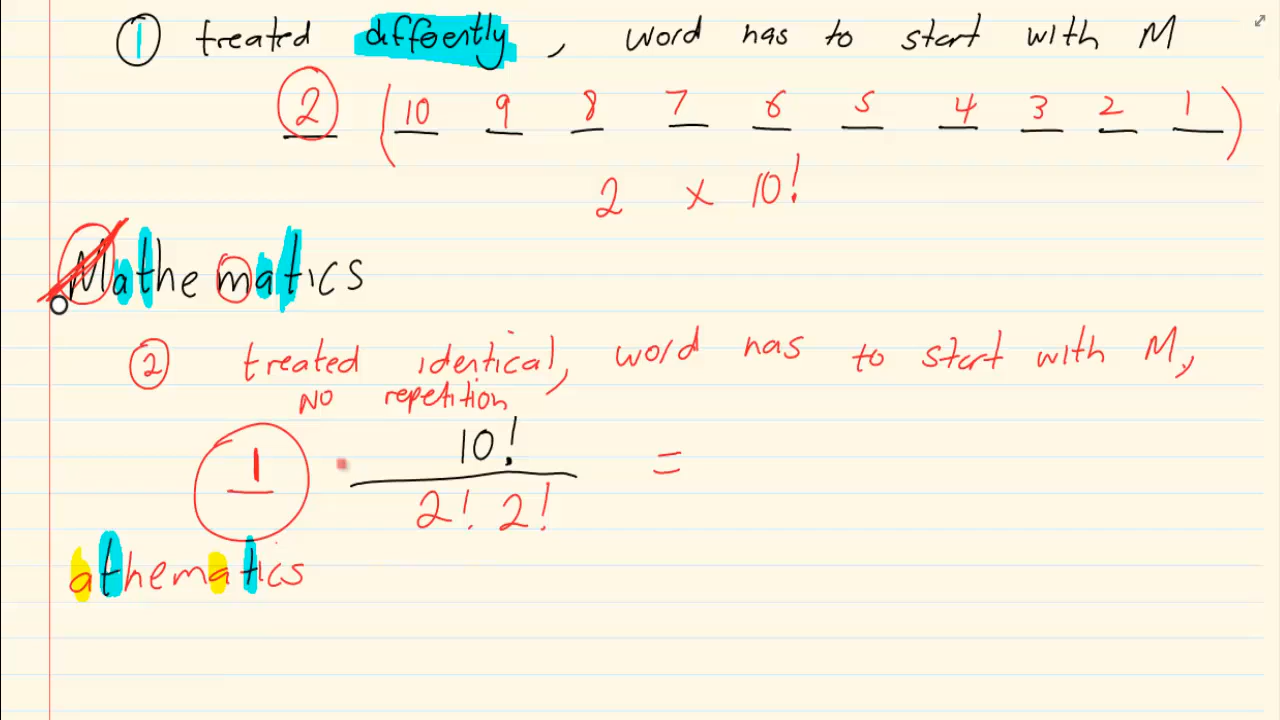 ① treated differently, word has to start with M
2 ( 10 9 8 7 6 5 4 3 2 1 )
2 × 10!
Mathematics
② treated identical, word has to start with M,
NO repetition
1 10! =
2! 2!
athematics